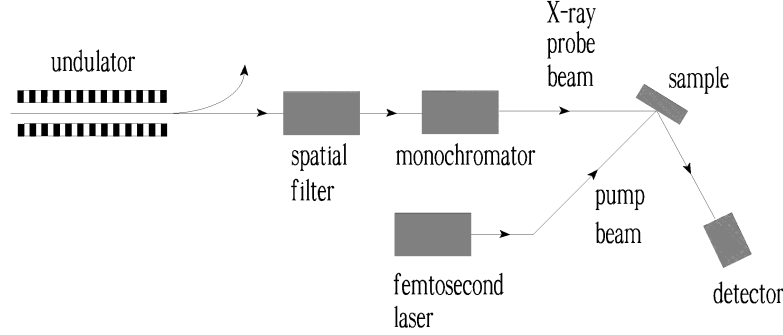 undulator
spatial
filter
monochromator
X-ray
probe
beam
sample
femtosecond
laser
pump
beam
detector